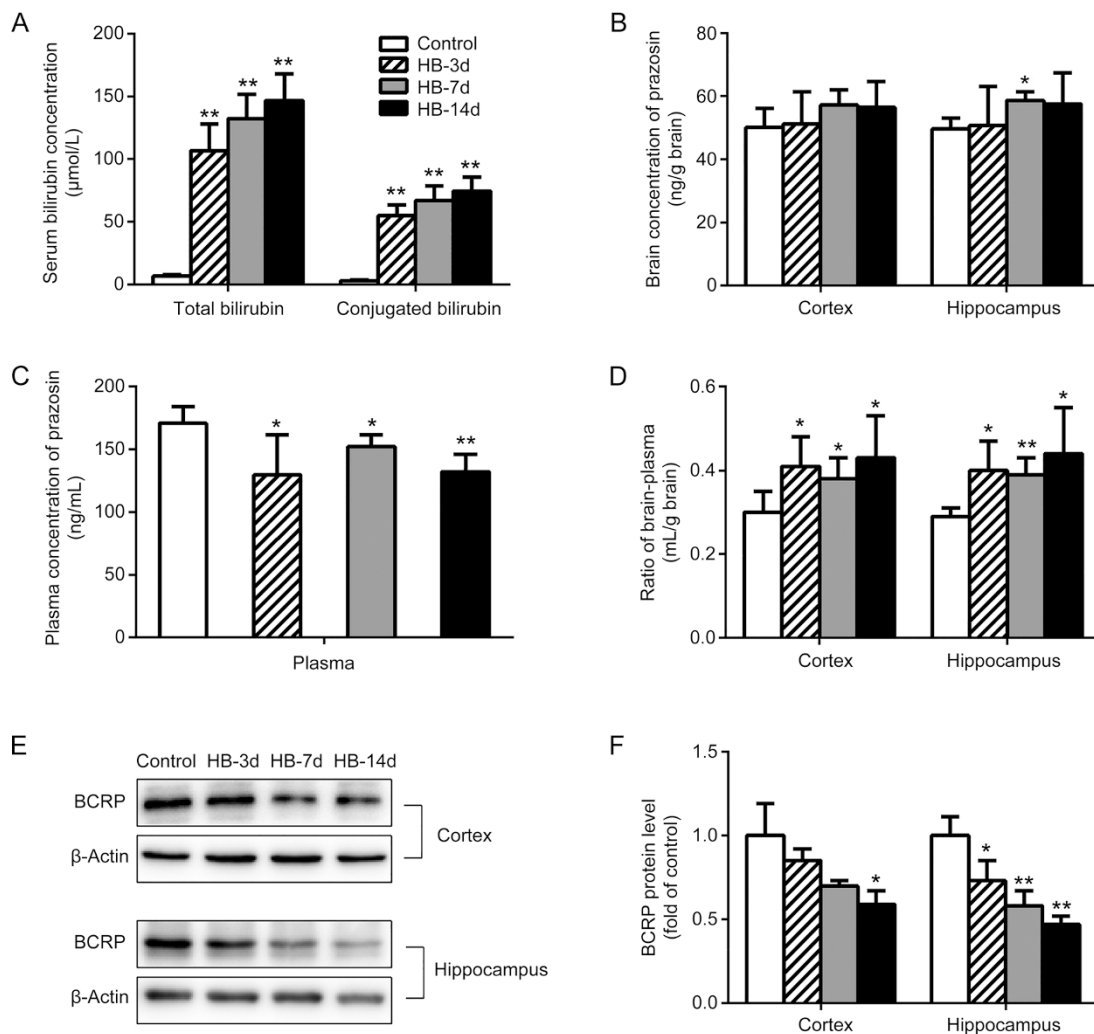 A
Serum bilirubin concentration
(μmol/L)
200
150
100
50
0
**
**
**
**
**
**
Control
HB-3d
HB-7d
HB-14d
Total bilirubin
Conjugated bilirubin
B
Brain concentration of prazosin
(ng/g brain)
80
60
40
20
0
*
Cortex
Hippocampus
C
Plasma concentration of prazosin
(ng/mL)
200
150
100
50
0
*
*
**
Plasma
D
Ratio of brain-plasma
(mL/g brain)
0.6
0.4
0.2
0.0
*
*
*
*
**
*
Cortex
Hippocampus
E
Control HB-3d HB-7d HB-14d
BCRP
β-Actin
Cortex
BCRP
β-Actin
Hippocampus
F
BCRP protein level
(fold of control)
1.5
1.0
0.5
0.0
*
*
**
**
Cortex
Hippocampus